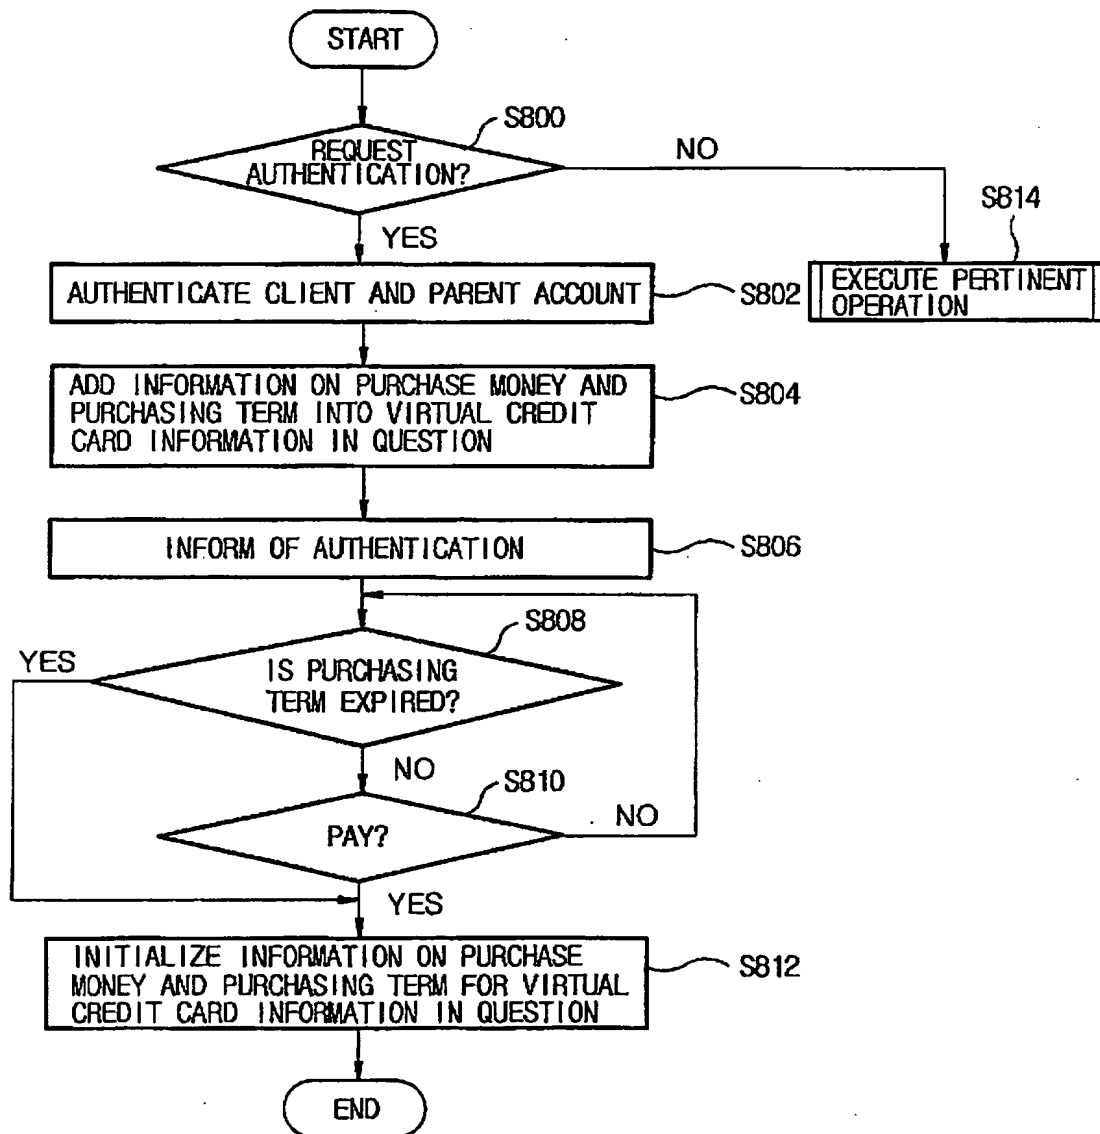 START
S800
REQUEST
AUTHENTICATION?
NO
S814
YES
EXECUTE PERTINENT
OPERATION
AUTHENTICATE CLIENT AND PARENT ACCOUNT
S802
ADD INFORMATION ON PURCHASE MONEY AND
PURCHASING TERM INTO VIRTUAL CREDIT
CARD INFORMATION IN QUESTION
S804
INFORM OF AUTHENTICATION
S806
S808
YES
IS PURCHASING
TERM EXPIRED?
NO
S810
PAY?
NO
YES
INITIALIZE INFORMATION ON PURCHASE
MONEY AND PURCHASING TERM FOR VIRTUAL
CREDIT CARD INFORMATION IN QUESTION
S812
END